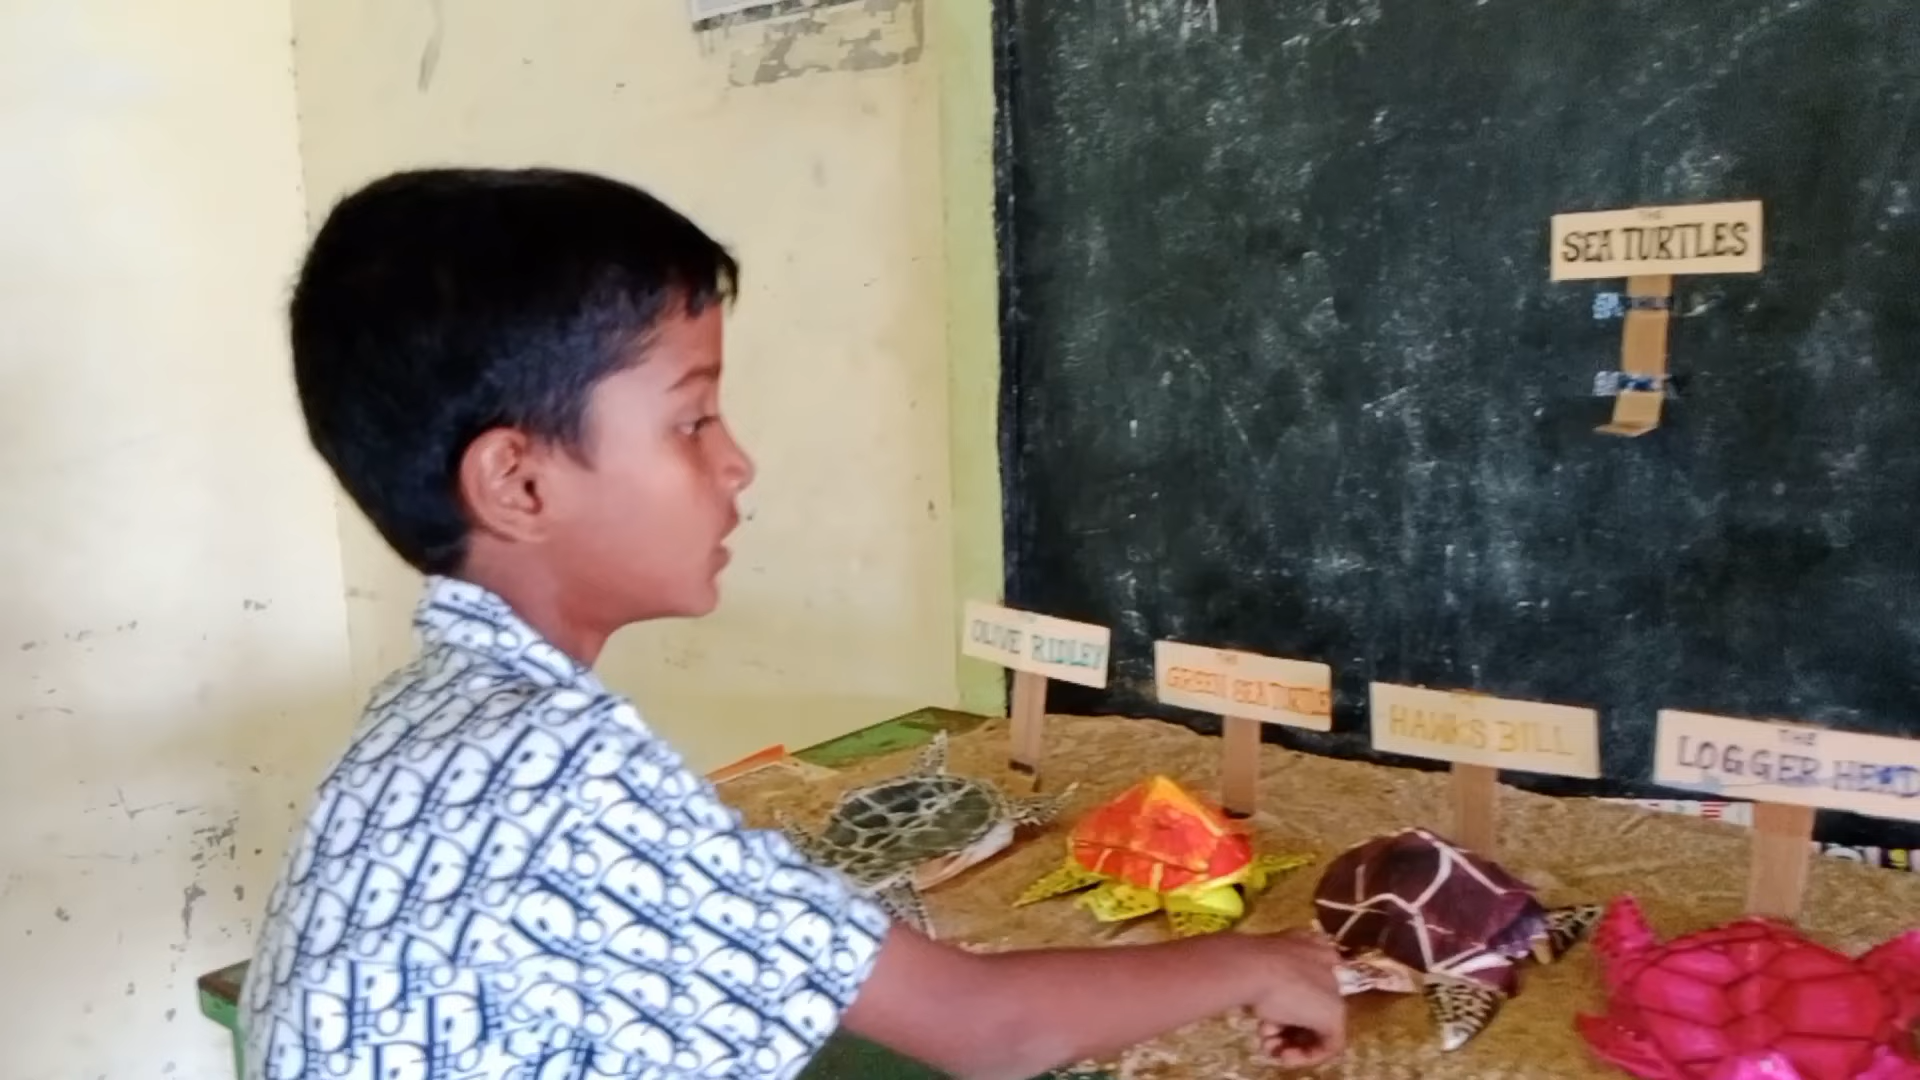 THE
SEA TURTLES
OLIVE RIDLEY
THE
GREEN SEA TURTLE
HAWKS BILL
THE
LOGGER HEAD